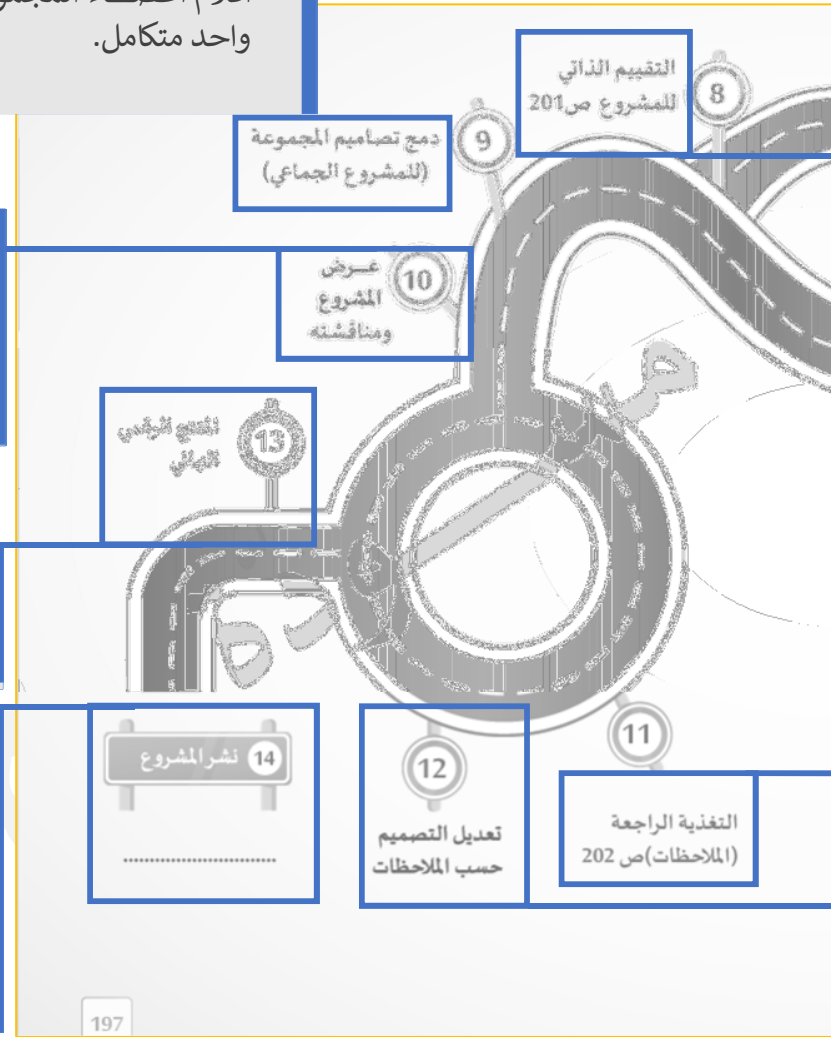 واحد متكامل.
8
التقييم الذاتي
للمشروع ص201
9
دمج تصاميم المجموعة
(للمشروع الجماعي)
10
عرض
المشروع
ومناقشته
11
التغذية الراجعة
(الملاحظات)ص 202
12
تعديل التصميم
حسب الملاحظات
13
14 نشر المشروع
............................
197